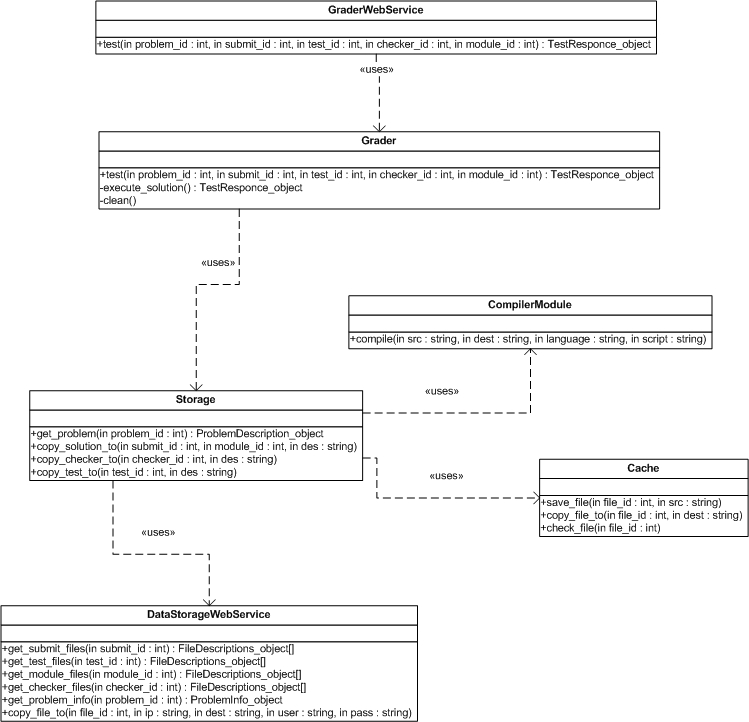 GraderWebService
+test(in problem_id : int, in submit_id : int, in test_id : int, in checker_id : int, in module_id : int) : TestResponce_object
«uses»
Grader
+test(in problem_id : int, in submit_id : int, in test_id : int, in checker_id : int, in module_id : int) : TestResponce_object
-execute_solution() : TestResponce_object
-clean()
«uses»
CompilerModule
+compile(in src : string, in dest : string, in language : string, in script : string)
«uses»
Storage
+get_problem(in problem_id : int) : ProblemDescription_object
+copy_solution_to(in submit_id : int, in module_id : int, in des : string)
+copy_checker_to(in checker_id : int, in des : string)
+copy_test_to(in test_id : int, in des : string)
«uses»
Cache
+save_file(in file_id : int, in src : string)
+copy_file_to(in file_id : int, in dest : string)
+check_file(in file_id : int)
«uses»
DataStorageWebService
+get_submit_files(in submit_id : int) : FileDescriptions_object[]
+get_test_files(in test_id : int) : FileDescriptions_object[]
+get_module_files(in module_id : int) : FileDescriptions_object[]
+get_checker_files(in checker_id : int) : FileDescriptions_object[]
+get_problem_info(in problem_id : int) : ProblemInfo_object
+copy_file_to(in file_id : int, in ip : string, in dest : string, in user : string, in pass : string)